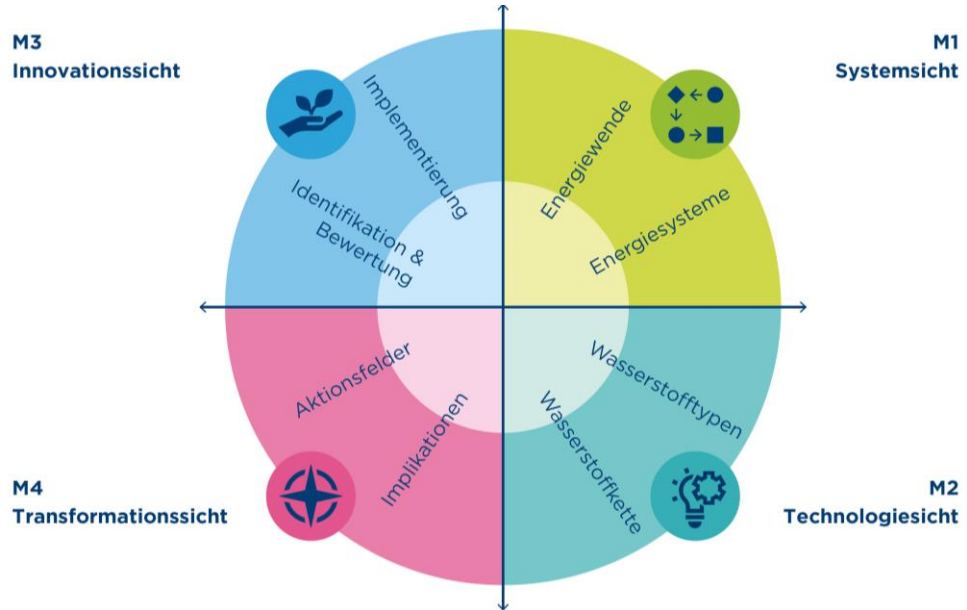 M3
Innovationssicht
M1
Systemsicht
Implementierung
Identifikation &
Bewertung
Energiewende
Energiesysteme
Aktionsfelder
Implikationen
Wasserstofftypen
Wasserstoffkette
M4
Transformationssicht
M2
Technologiesicht